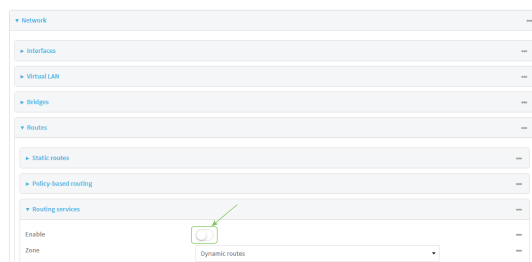 Network
Interfaces
Virtual LAN
Bridges
Routes
Static routes
Policy-based routing
Routing services
Enable
Zone
Dynamic routes